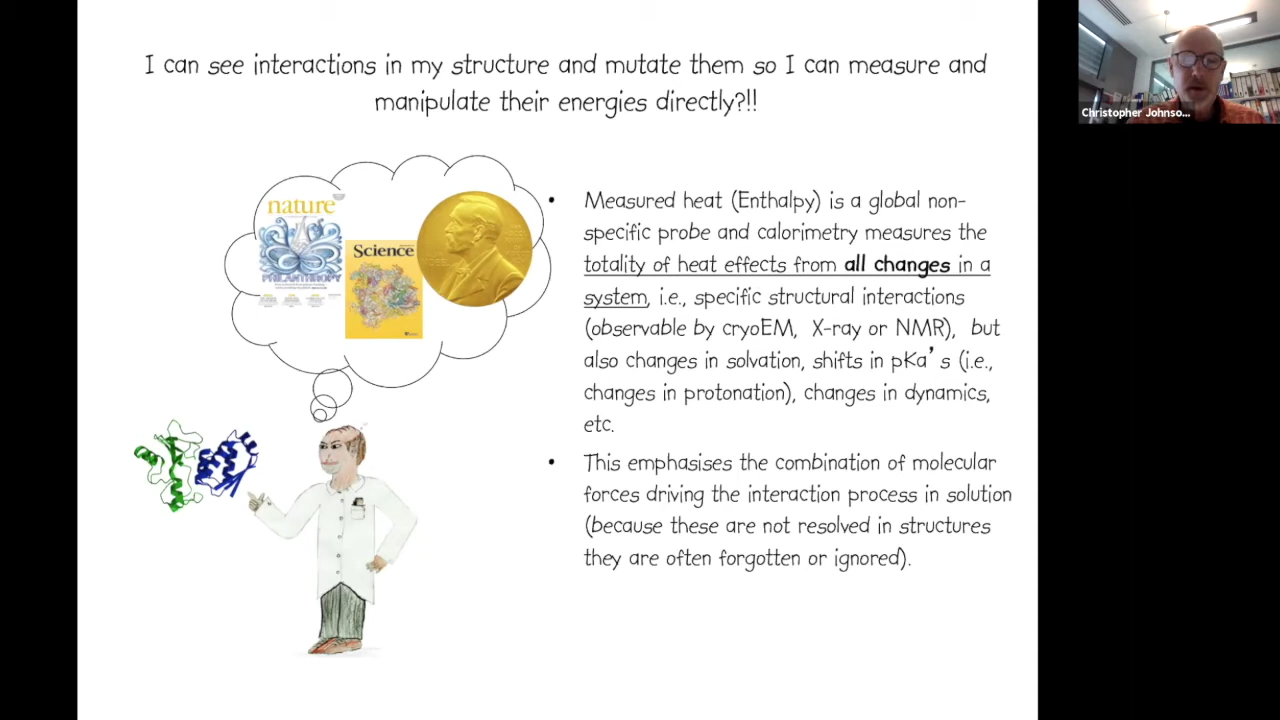 I can see interactions in my structure and mutate them so I can measure and
manipulate their energies directly?!!
Christopher Johnso...
nature
PHILANTHROPY
Science
• Measured heat (Enthalpy) is a global non-
specific probe and calorimetry measures the
totality of heat effects from all changes in a
system, i.e., specific structural interactions
(observable by cryoEM, X-ray or NMR), but
also changes in solvation, shifts in pKa's (i.e.,
changes in protonation), changes in dynamics,
etc.
• This emphasises the combination of molecular
forces driving the interaction process in solution
(because these are not resolved in structures
they are often forgotten or ignored).